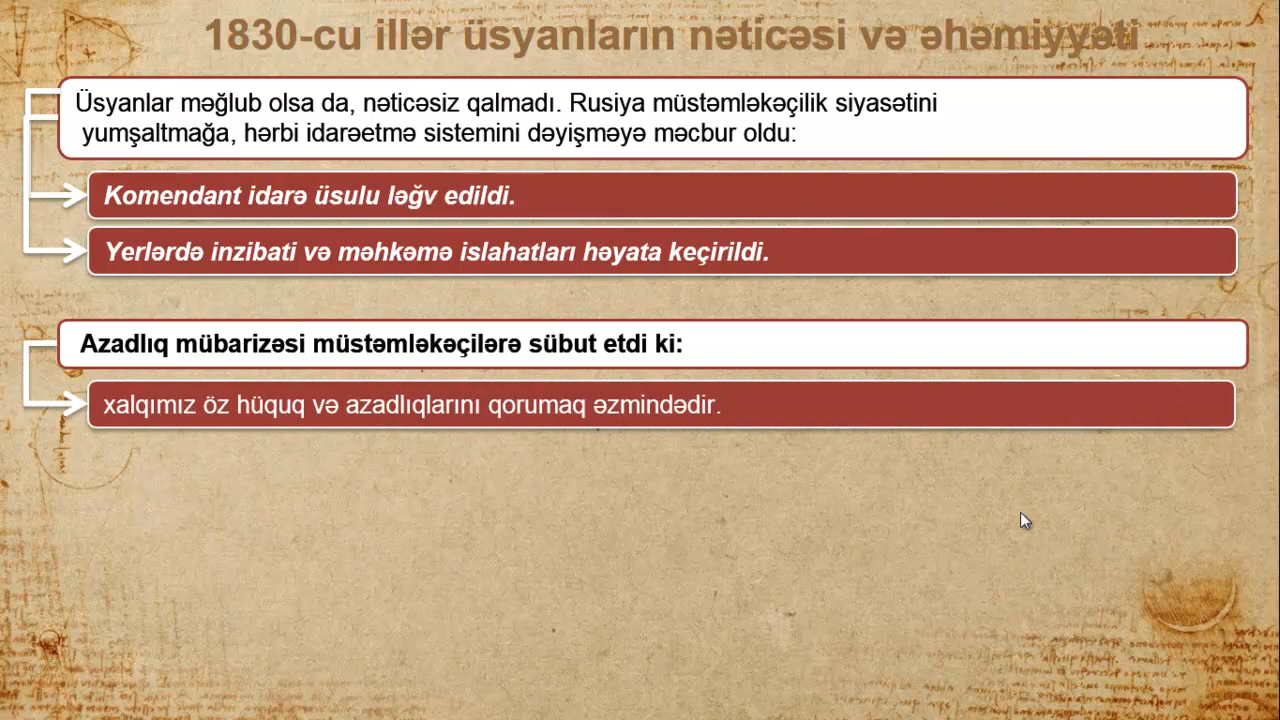 1830-cu illər üsyanların nəticəsi və əhəmiyyəti
Üsyanlar məğlub olsa da, nəticəsiz qalmadı. Rusiya müstəmləkəçilik siyasətini
yumşaltmağa, hərbi idarəetmə sistemini dəyişməyə məcbur oldu:
Komendant idarə üsulu ləğv edildi.
Yerlərdə inzibati və məhkəmə islahatları həyata keçirildi.
Azadlıq mübarizəsi müstəmləkəçilərə sübut etdi ki:
xalqımız öz hüquq və azadlıqlarını qorumaq əzmindədir.